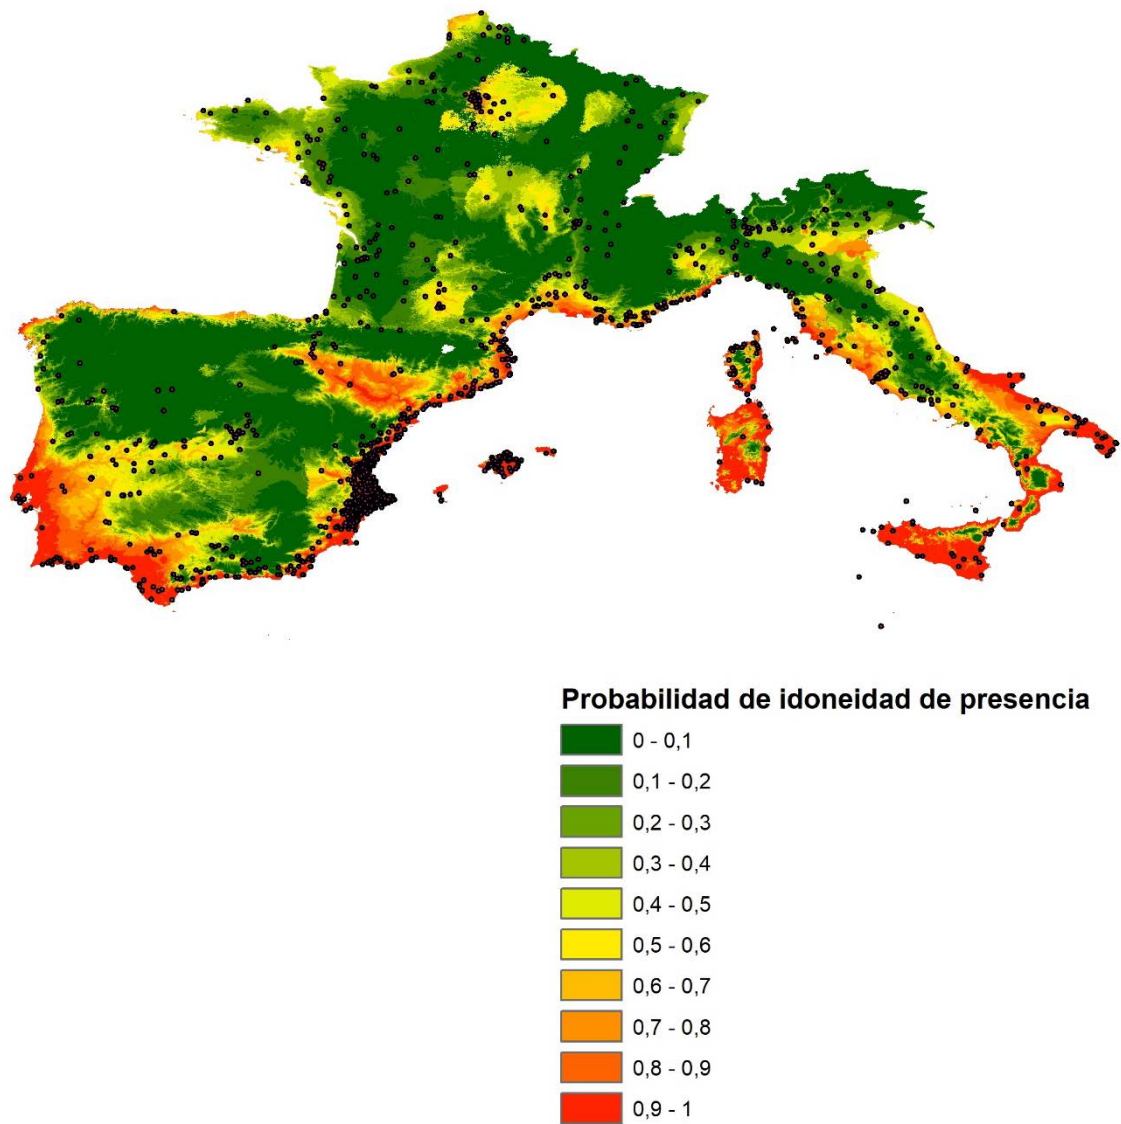 Probabilidad de idoneidad de presencia
0 - 0,1
0,1 - 0,2
0,2 - 0,3
0,3 - 0,4
0,4 - 0,5
0,5 - 0,6
0,6 - 0,7
0,7 - 0,8
0,8 - 0,9
0,9 - 1